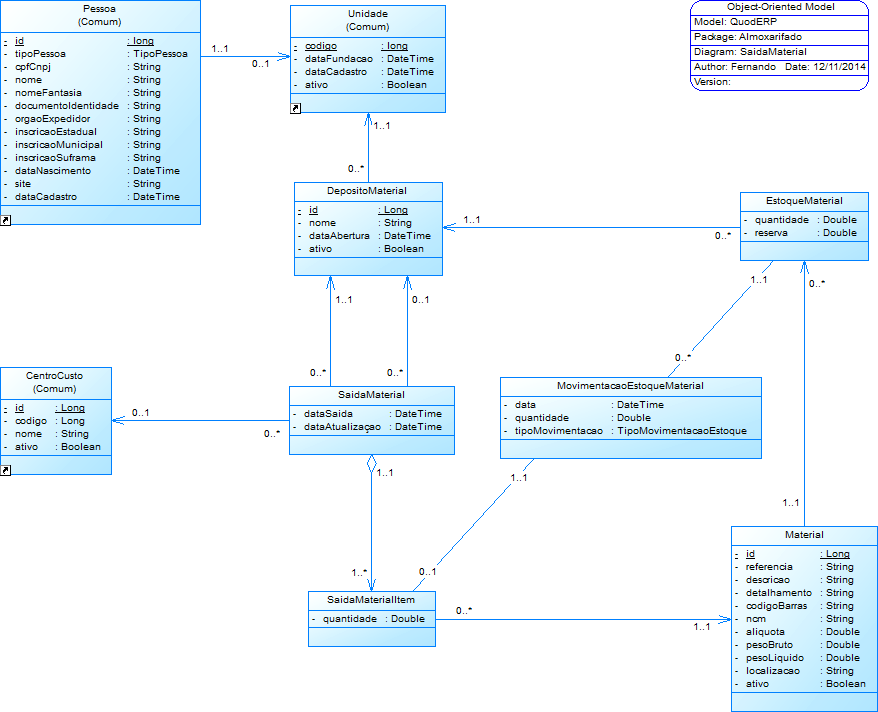 Pessoa
(Comum)
- id : long
- tipoPessoa : TipoPessoa
- cpfCnpj : String
- nome : String
- nomeFantasia : String
- documentoIdentidade : String
- orgaoExpedidor : String
- inscricaoEstadual : String
- inscricaoMunicipal : String
- inscricaoSuframa : String
- dataNascimento : DateTime
- site : String
- dataCadastro : DateTime
1..1
0..1
Unidade
(Comum)
- codigo : long
- dataFundacao : DateTime
- dataCadastro : DateTime
- ativo : Boolean
Object-Oriented Model
Model: QuodERP
Package: Almoxarifado
Diagram: SaidaMaterial
Author: Fernando Date: 12/11/2014
Version:
1..1
0..*
DepositoMaterial
- id : Long
- nome : String
- dataAbertura : DateTime
- ativo : Boolean
1..1
0..*
EstoqueMaterial
- quantidade : Double
- reserva : Double
1..1
0..1
0..*
0..*
1..1
0..*
0..*
CentroCusto
(Comum)
- id : Long
- codigo : Long
- nome : String
- ativo : Boolean
0..1
0..*
SaidaMaterial
- dataSaida : DateTime
- dataAtualizaçao : DateTime
MovimentacaoEstoqueMaterial
- data : DateTime
- quantidade : Double
- tipoMovimentacao : TipoMovimentacaoEstoque
1..1
1..*
1..1
0..1
1..1
SaidaMaterialItem
- quantidade : Double
0..*
1..1
Material
- id : Long
- referencia : String
- descricao : String
- detalhamento : String
- codigoBarras : String
- ncm : String
- aliquota : Double
- pesoBruto : Double
- pesoLiquido : Double
- localizacao : String
- ativo : Boolean